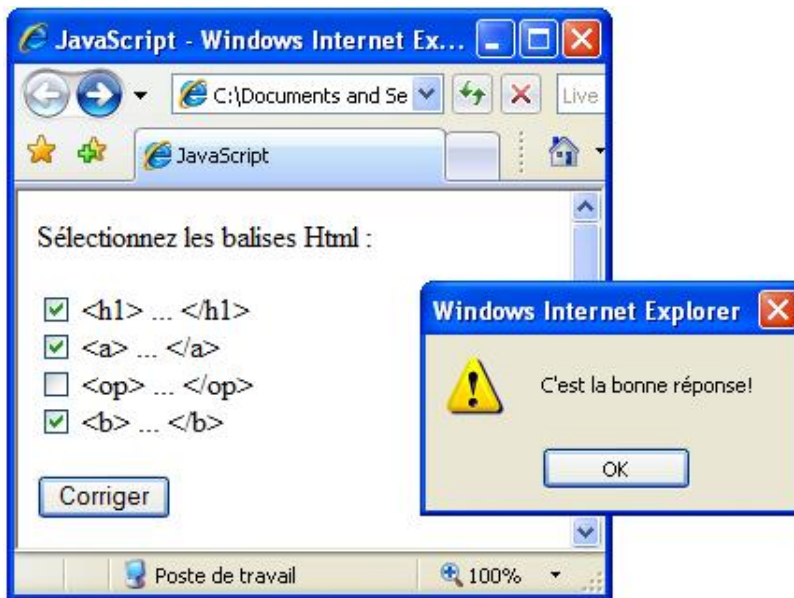 JavaScript - Windows Internet Ex...
C:\Documents and Se
Live
JavaScript
Sélectionnez les balises Html :
<h1> ... </h1>
<a> ... </a>
<op> ... </op>
<b> ... </b>
Corriger
Windows Internet Explorer
C'est la bonne réponse!
OK
Poste de travail
100%